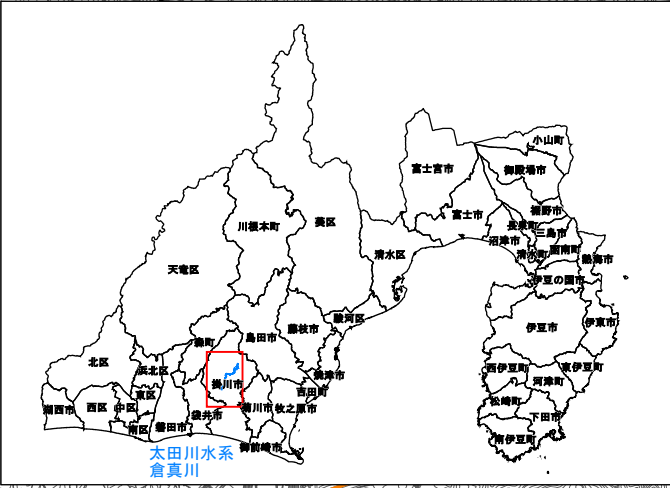 小山町
御殿場市
富士宮市
裾野市
富士市
長泉町
三島市
沼津市
函南町
清水町
熱海市
伊豆の国市
川根本町
葵区
清水区
天竜区
駿河区
藤枝市
島田市
森町
伊豆市
伊東市
北区
浜北区
焼津市
西伊豆町
東伊豆町
河津町
掛川市
吉田町
東区
湖西市
西区
中区
袋井市
菊川市
牧之原市
松崎町
下田市
磐田市
南区
御前崎市
南伊豆町
太田川水系
倉真川